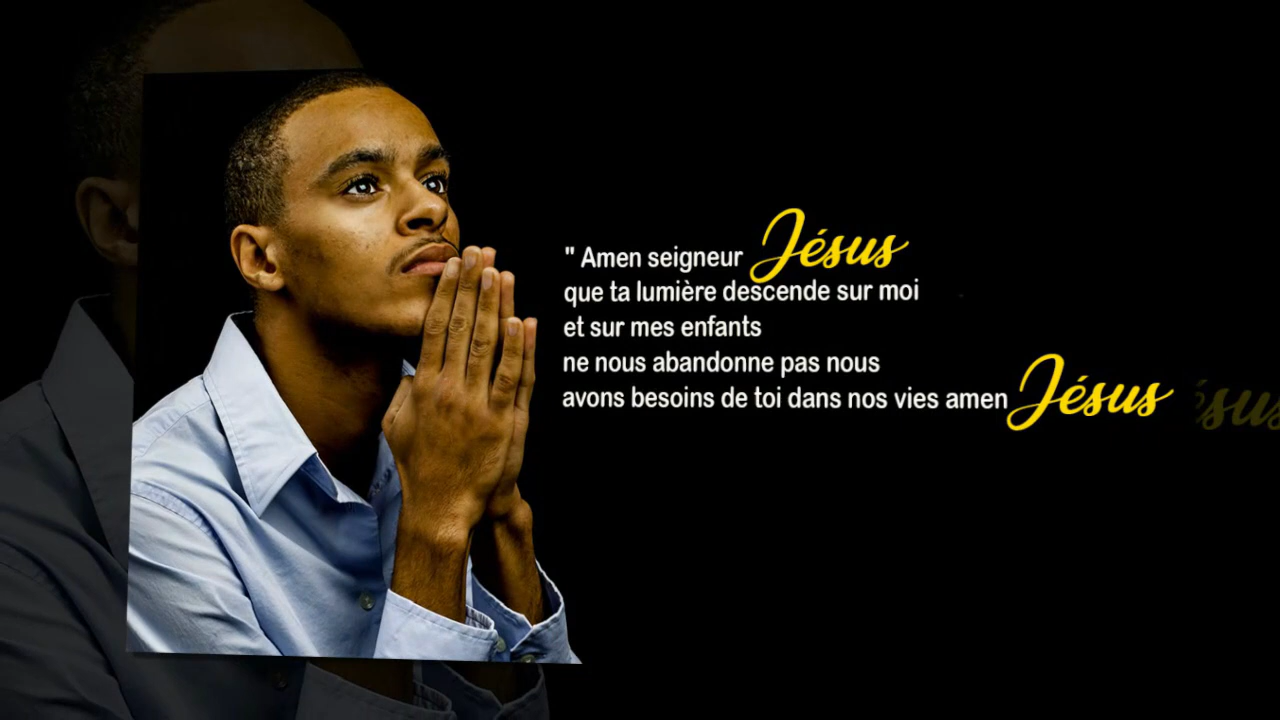 " Amen seigneur Jésus
que ta lumière descende sur moi
et sur mes enfants
ne nous abandonne pas nous
avons besoins de toi dans nos vies amen Jésus